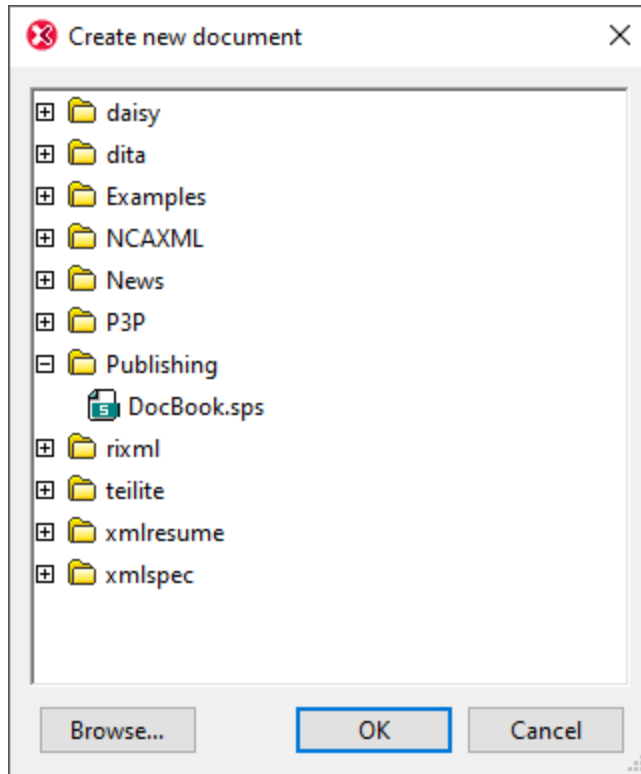 Create new document
daisy
dita
Examples
NCAXML
News
P3P
Publishing
DocBook.sps
rixml
teilite
xmlresume
xmlspec
Browse... OK Cancel